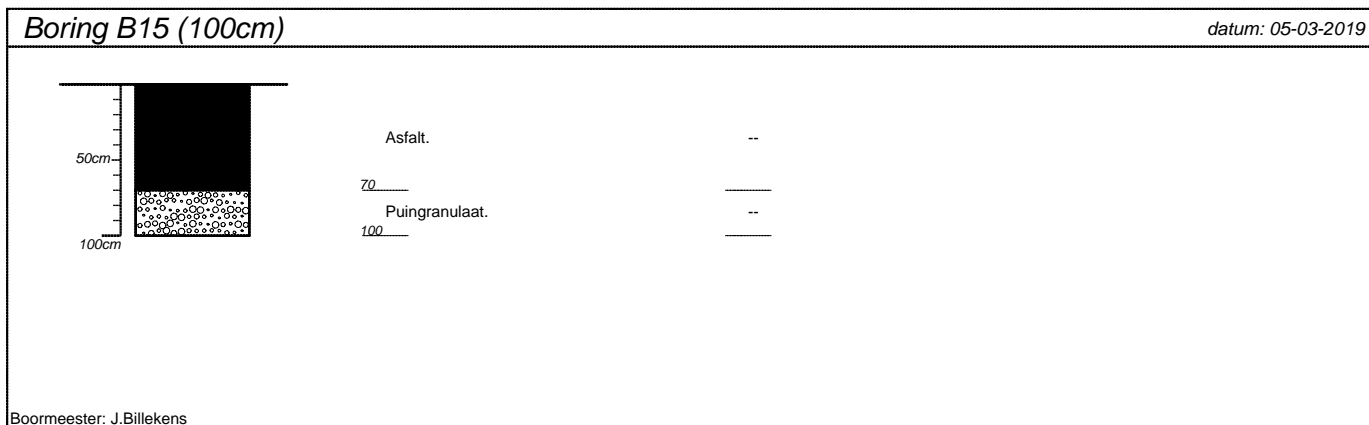 Boring B15 (100cm) datum: 05-03-2019
Asfalt. --
50cm
70
Puingranulaat. --
100
100cm
Boormeester: J.Billekens